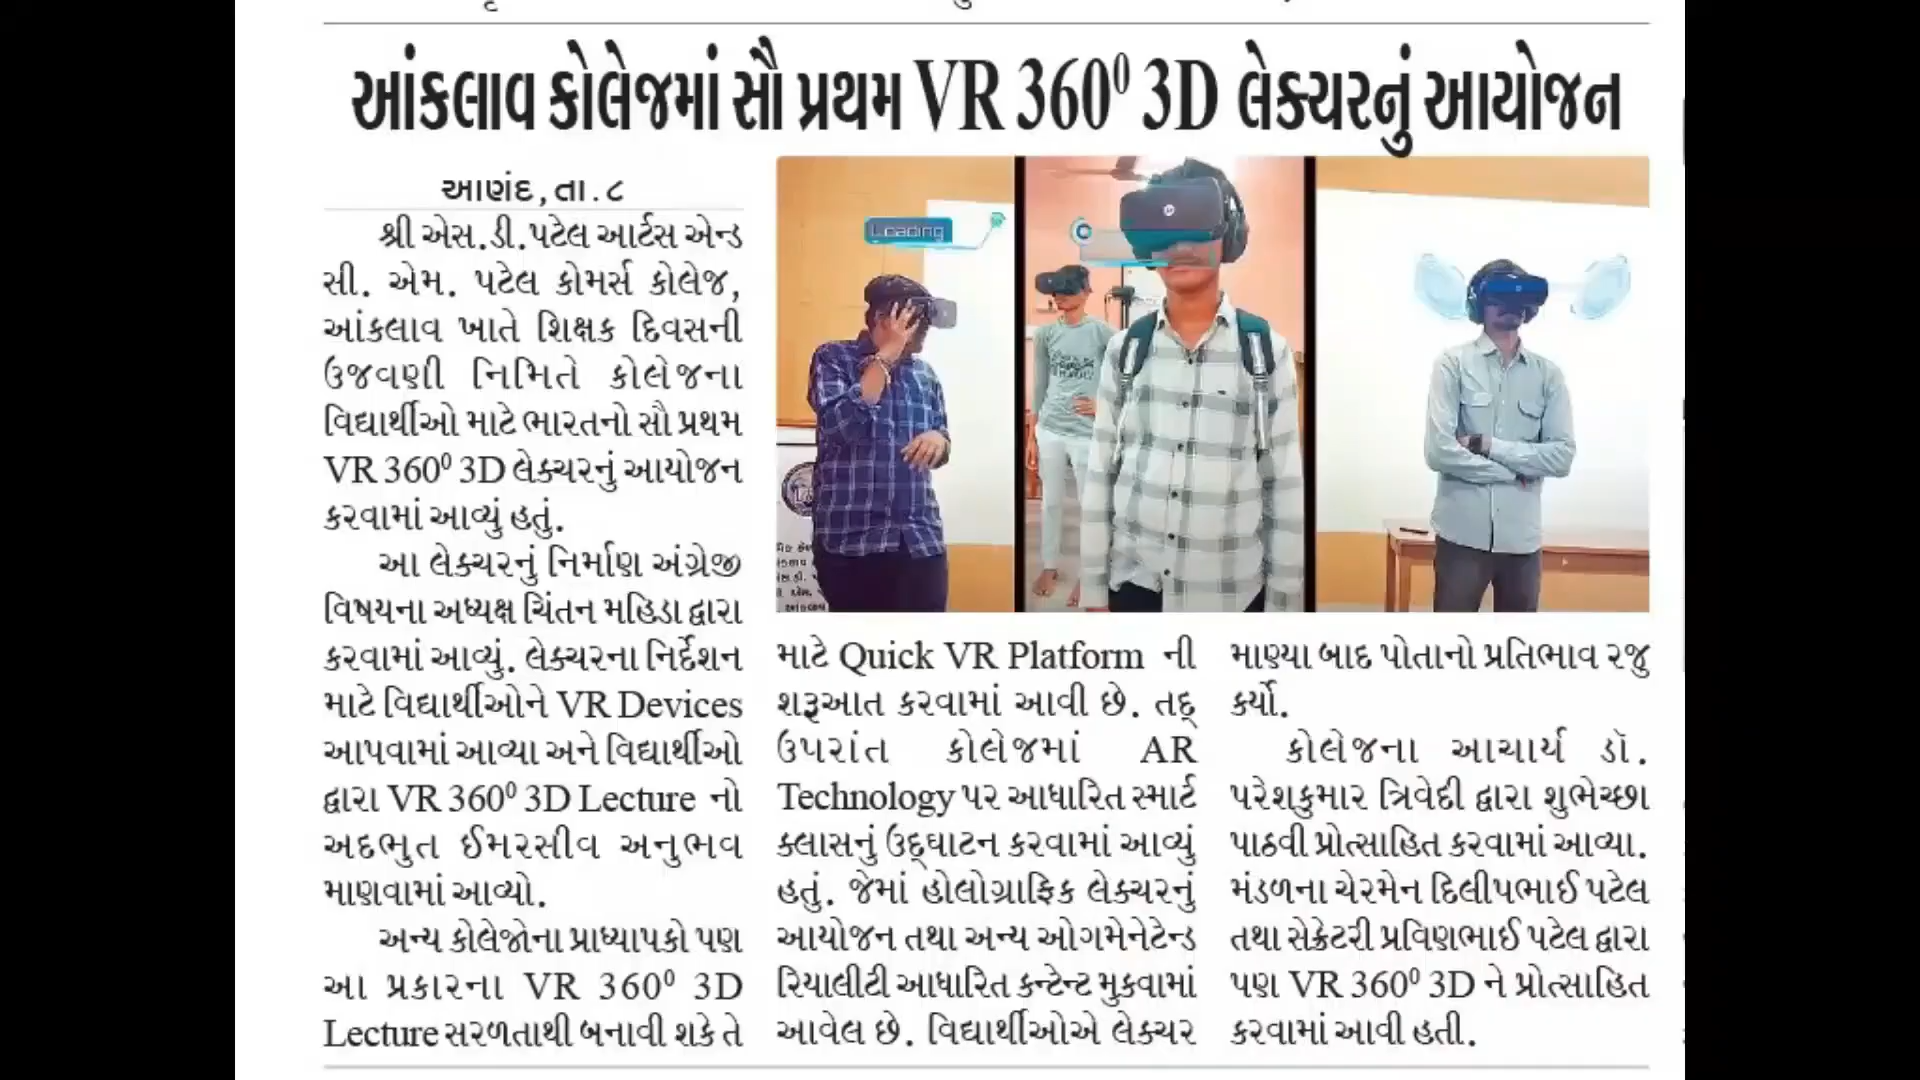 આંકલાવ કોલેજમાં સૌ પ્રથમ VR 360⁰ 3D લેક્ચરનું આયોજન
આણંદ, તા.૮
શ્રી એસ.ડી.પટેલ આર્ટસ એન્ડ
સી. એમ. પટેલ કોમર્સ કોલેજ,
આંકલાવ ખાતે શિક્ષક દિવસની
ઉજવણી નિમિતે કોલેજના
વિદ્યાર્થીઓ માટે ભારતનો સૌ પ્રથમ
VR 360⁰ 3D લેક્ચરનું આયોજન
કરવામાં આવ્યું હતું.
આ લેક્ચરનું નિર્માણ અંગ્રેજી
વિષયના અધ્યક્ષ ચિંતન મહિડા દ્વારા
કરવામાં આવ્યું. લેક્ચરના નિર્દેશન
માટે વિદ્યાર્થીઓને VR Devices
આપવામાં આવ્યા અને વિદ્યાર્થીઓ
દ્વારા VR 360⁰ 3D Lecture નો
અદભુત ઈમરસીવ અનુભવ
માણવામાં આવ્યો.
અન્ય કોલેજોના પ્રાધ્યાપકો પણ
આ પ્રકારના VR 360⁰ 3D
Lecture સરળતાથી બનાવી શકે તે
Loading
માટે Quick VR Platform ની
શરૂઆત કરવામાં આવી છે. તદ્
ઉપરાંત કોલેજમાં AR
Technology પર આધારિત સ્માર્ટ
ક્લાસનું ઉદ્ઘાટન કરવામાં આવ્યું
હતું. જેમાં હોલોગ્રાફિક લેક્ચરનું
આયોજન તથા અન્ય ઓગમેનેટેન્ડ
રિયાલીટી આધારિત કન્ટેન્ટ મુકવામાં
આવેલ છે. વિદ્યાર્થીઓએ લેક્ચર
માણ્યા બાદ પોતાનો પ્રતિભાવ રજુ
કર્યો.
કોલેજના આચાર્ય ડૉ.
પરેશકુમાર ત્રિવેદી દ્વારા શુભેચ્છા
પાઠવી પ્રોત્સાહિત કરવામાં આવ્યા.
મંડળના ચેરમેન દિલીપભાઈ પટેલ
તથા સેક્રેટરી પ્રવિણભાઈ પટેલ દ્વારા
પણ VR 360⁰ 3D ને પ્રોત્સાહિત
કરવામાં આવી હતી.